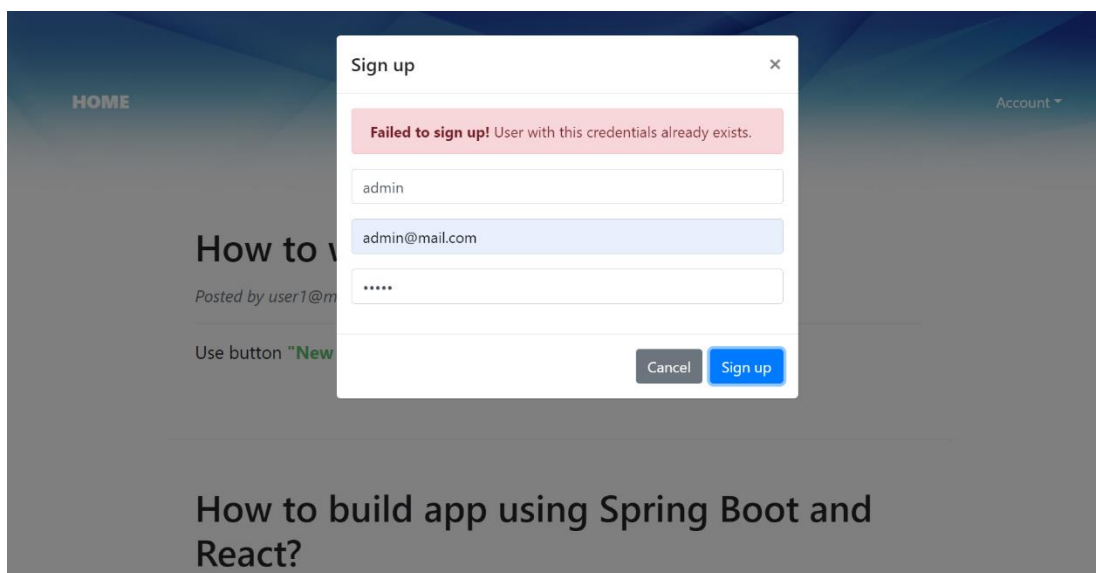 Sign up ×
HOME
Account
Failed to sign up! User with this credentials already exists.
admin
admin@mail.com
•••••
How to
Posted by user1@m
Use button "New
Cancel Sign up
How to build app using Spring Boot and
React?